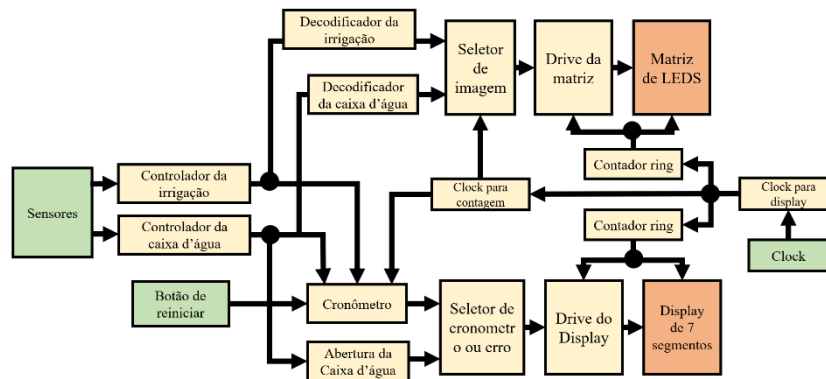 Decodificador da
irrigação
Seletor
de
imagem
Drive da
matriz
Matriz
de LEDS
Decodificador
da caixa d'água
Contador ring
Controlador da
irrigação
Clock para
contagem
Clock para
display
Sensores
Controlador da
caixa d'água
Contador ring
Clock
Botão de
reiniciar
Cronômetro
Seletor de
cronometr
o ou erro
Drive do
Display
Display
de 7
segmentos
Abertura da
Caixa d'água